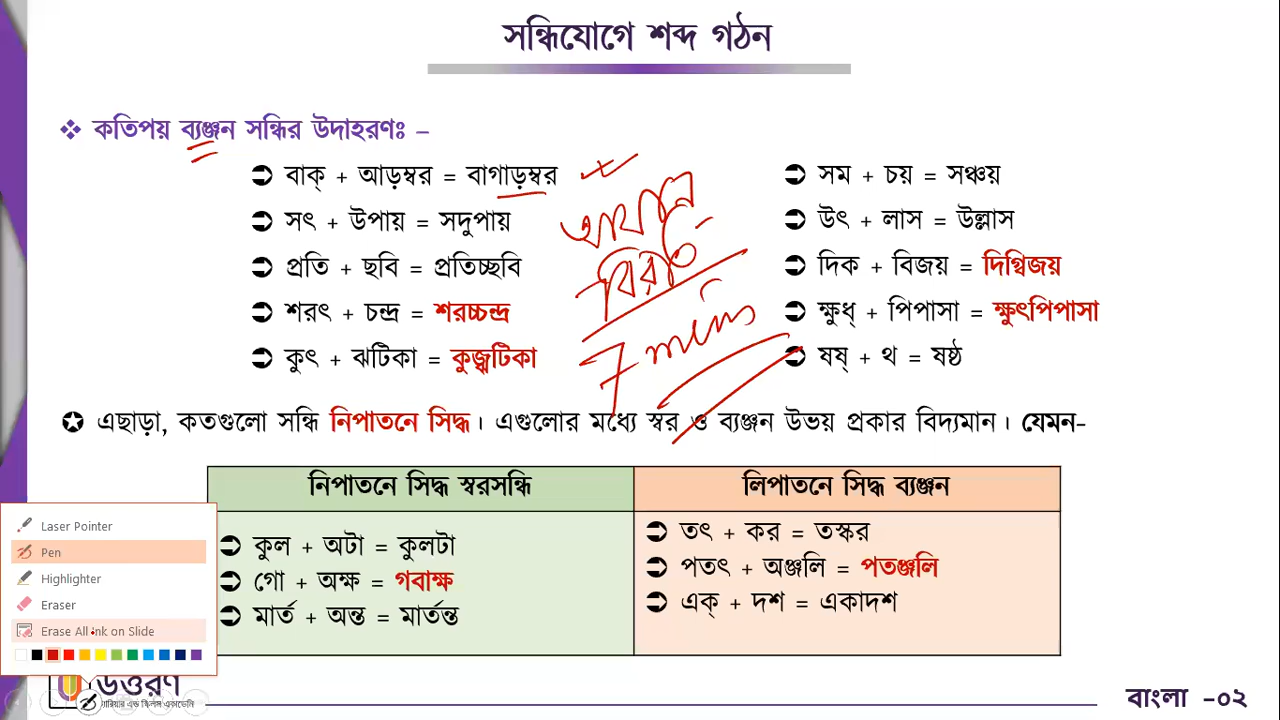 সন্ধিযোগে শব্দ গঠন
কতিপয় ব্যঞ্জন সন্ধির উদাহরণঃ –
বাক্ + আড়ম্বর = বাগাড়ম্বর
সৎ + উপায় = সদুপায়
প্রতি + ছবি = প্রতিচ্ছবি
শরৎ + চন্দ্র = শরচ্চন্দ্র
কুৎ + ঝটিকা = কুজ্ঝটিকা
সম + চয় = সঞ্চয়
উৎ + লাস = উল্লাস
দিক + বিজয় = দিগ্বিজয়
ক্ষুধ্ + পিপাসা = ক্ষুৎপিপাসা
ষষ্ + থ = ষষ্ঠ
বিরতি
7 mins
এছাড়া, কতগুলো সন্ধি নিপাতনে সিদ্ধ। এগুলোর মধ্যে স্বর ও ব্যঞ্জন উভয় প্রকার বিদ্যমান। যেমন-
নিপাতনে সিদ্ধ স্বরসন্ধি
কুল + অটা = কুলটা
গো + অক্ষ = গবাক্ষ
মার্ত + অন্ত = মার্তন্ত
লিপাতনে সিদ্ধ ব্যঞ্জন
তৎ + কর = তস্কর
পতৎ + অঞ্জলি = পতঞ্জলি
এক্ + দশ = একাদশ
Laser Pointer
Pen
Highlighter
Eraser
Erase All Ink on Slide
উত্তরণ
বাংলা -০২